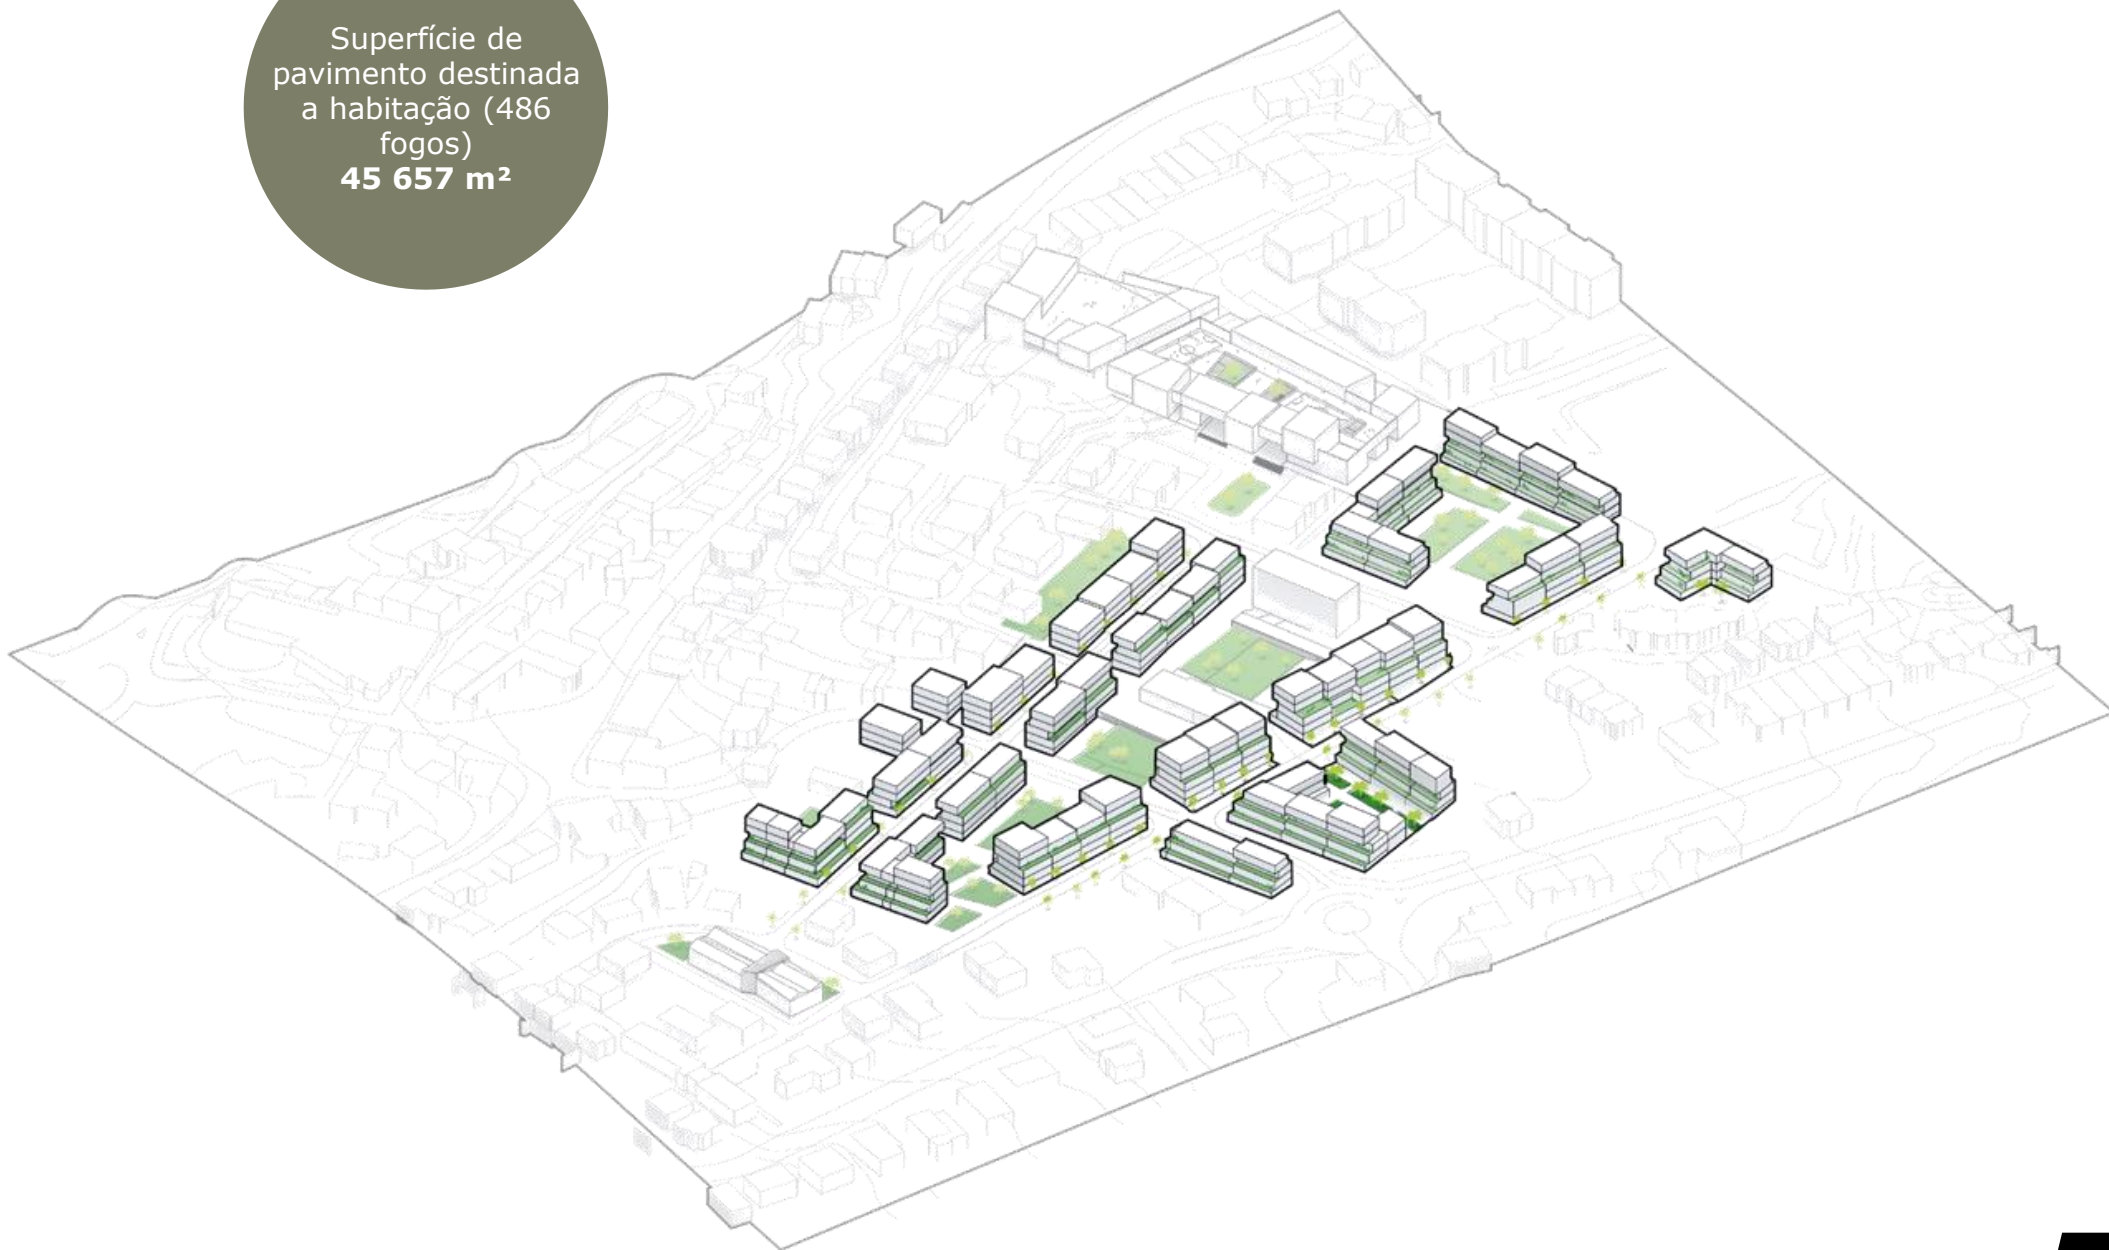 Superfície de
pavimento destinada
a habitação (486
fogos)
45 657 m²